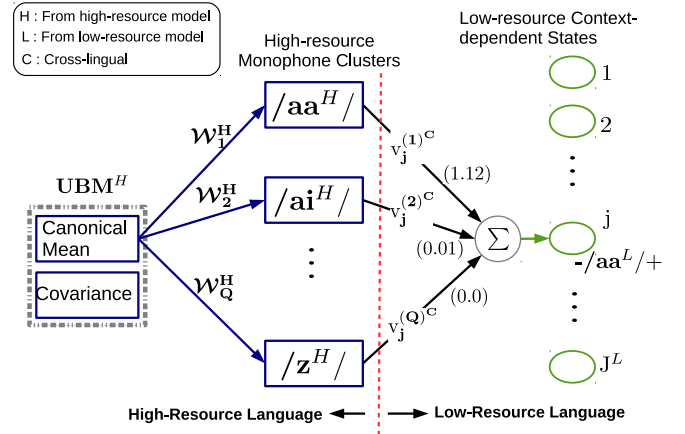 H : From high-resource model
L : From low-resource model
C : Cross-lingual
High-resource
Monophone Clusters
Low-resource Context-
dependent States
/aa^H/
1
𝒲_1^H
v_j^(1)^C
2
(1.12)
UBM^H
𝒲_2^H
/ai^H/
v_j^(2)^C
Canonical
Mean
∑
j
(0.01)
-/aa^L/+
Covariance
𝒲_Q^H
(0.0)
v_j^(Q)^C
/z^H/
J^L
High-Resource Language
Low-Resource Language